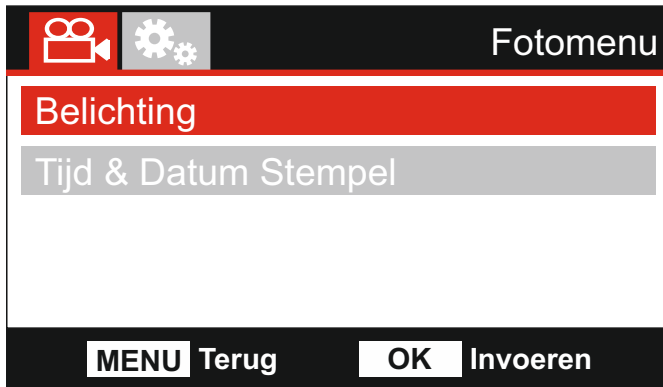 Fotomenu
Belichting
Tijd & Datum Stempel
MENU Terug OK Invoeren